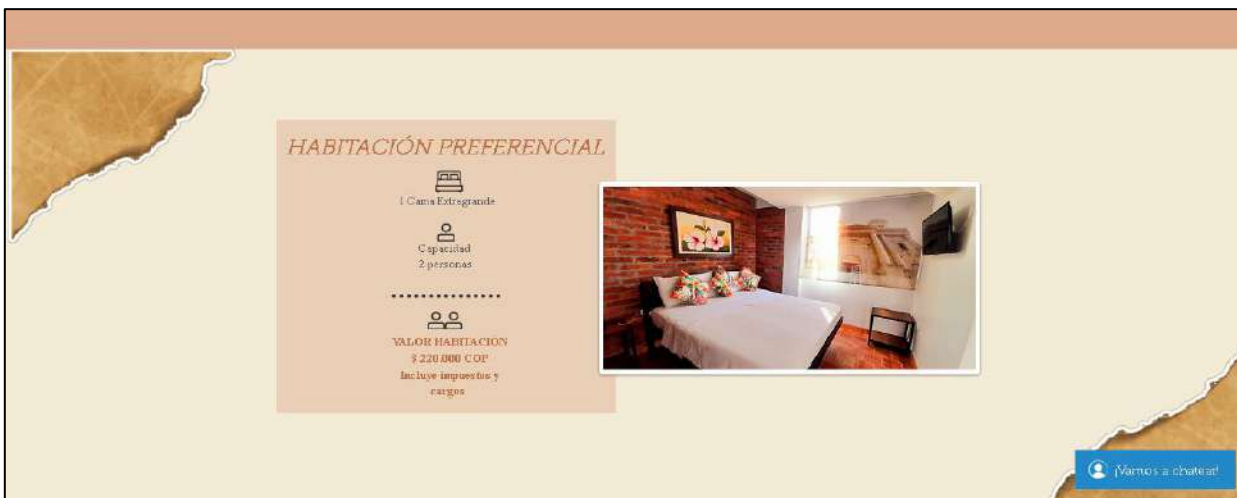 HABITACIÓN PREFERENCIAL
1 Cama Extragrande
Capacidad
2 personas
VALOR HABITACION
$ 220.000 COP
Incluye impuestos y
cargos
¡Vamos a chatear!